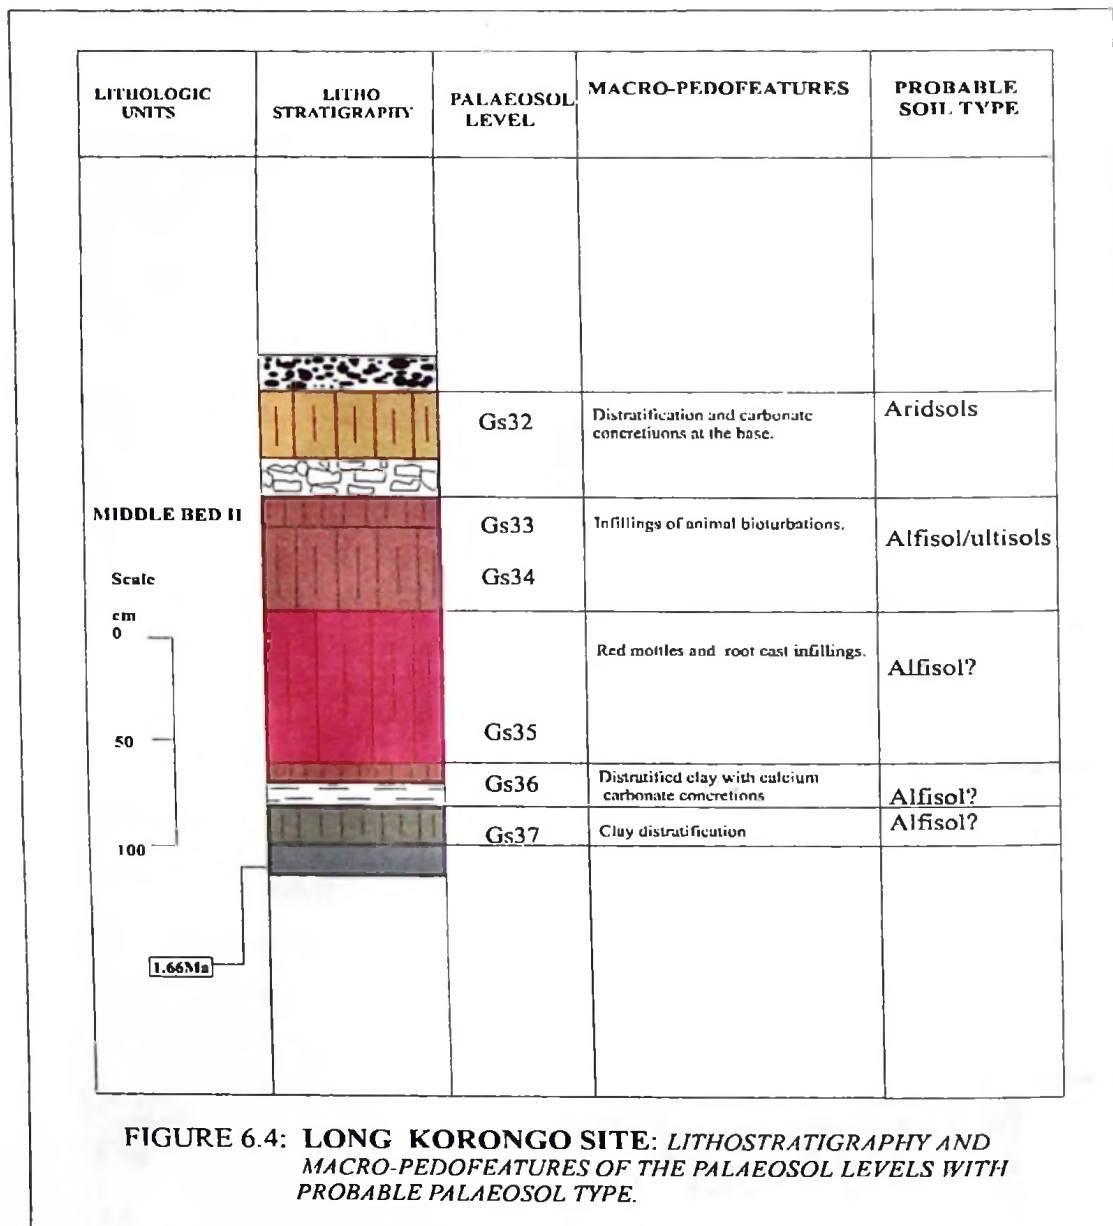 LITHOLOGIC
UNITS
LITHO
STRATIGRAPHY
PALAEOSOL
LEVEL
MACRO-PEDOFEATURES
PROBABLE
SOIL TYPE
Gs32
Distratification and carbonate
concretiuons at the base.
Aridsols
MIDDLE BED II
Gs33
Infillings of animal bioturbations.
Alfisol/ultisols
Gs34
Scale
cm
0
50
100
Red mottles and root cast infillings.
Alfisol?
Gs35
Gs36
Distratified clay with calcium
carbonate concretions
Alfisol?
Gs37
Clay distratification
Alfisol?
1.66Ma
FIGURE 6.4: LONG KORONGO SITE: LITHOSTRATIGRAPHY AND
MACRO-PEDOFEATURES OF THE PALAEOSOL LEVELS WITH
PROBABLE PALAEOSOL TYPE.